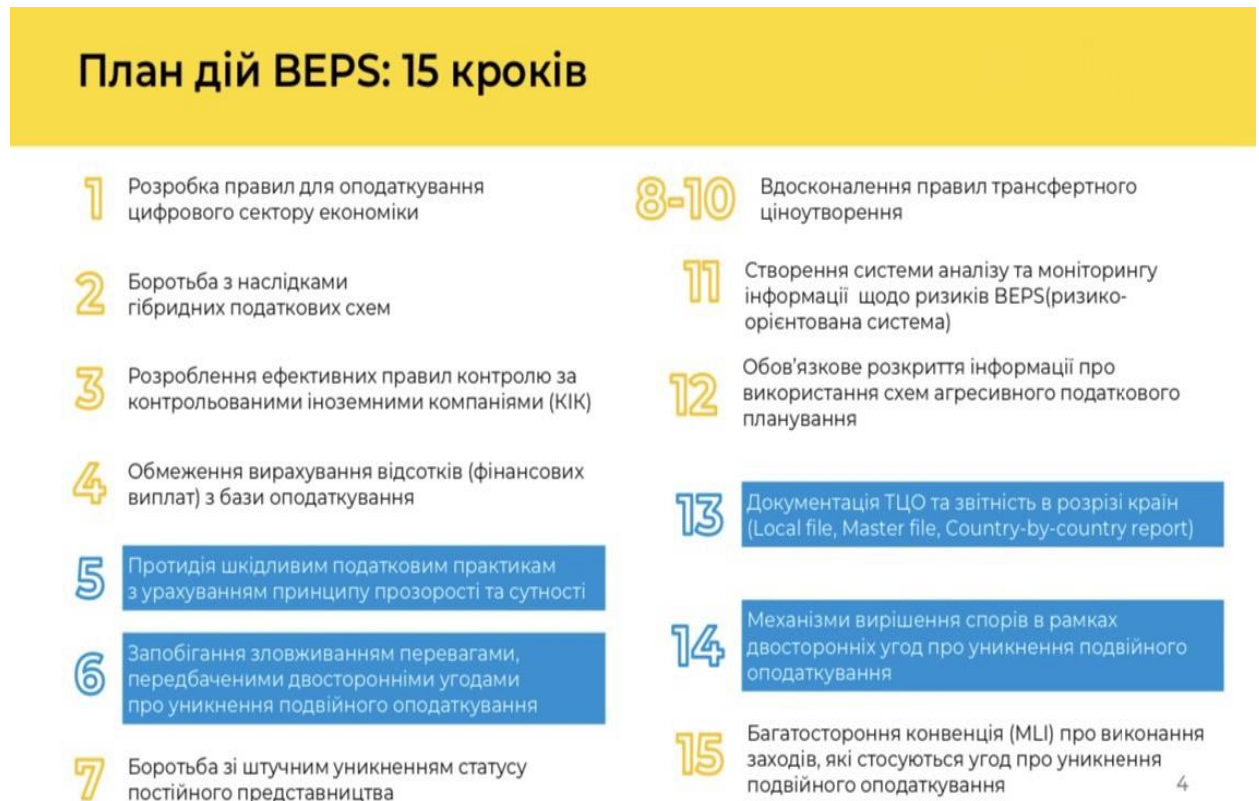 План дій BEPS: 15 кроків
1
Розробка правил для оподаткування
цифрового сектору економіки
2
Боротьба з наслідками
гібридних податкових схем
3
Розроблення ефективних правил контролю за
контрольованими іноземними компаніями (КІК)
4
Обмеження вирахування відсотків (фінансових
виплат) з бази оподаткування
5
Протидія шкідливим податковим практикам
з урахуванням принципу прозорості та сутності
6
Запобігання зловживанням перевагами,
передбаченими двосторонніми угодами
про уникнення подвійного оподаткування
7
Боротьба зі штучним уникненням статусу
постійного представництва
8-10
Вдосконалення правил трансфертного
ціноутворення
11
Створення системи аналізу та моніторингу
інформації щодо ризиків BEPS(ризико-
орієнтована система)
12
Обов’язкове розкриття інформації про
використання схем агресивного податкового
планування
13
Документація ТЦО та звітність в розрізі країн
(Local file, Master file, Country-by-country report)
14
Механізми вирішення спорів в рамках
двосторонніх угод про уникнення подвійного
оподаткування
15
Багатостороння конвенція (MLI) про виконання
заходів, які стосуються угод про уникнення
подвійного оподаткування
4